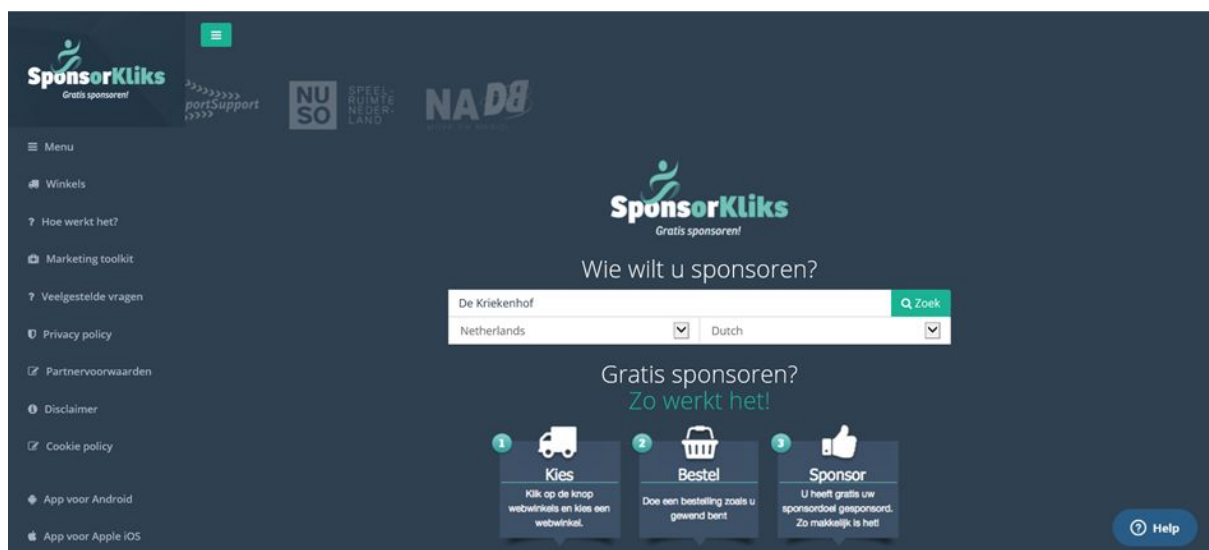 SponsorKliks
Gratis sponsoren!
portSupport
NU
SO
SPEEL-
RUIMTE
NEDER-
LAND
NA DB
Menu
Winkels
Hoe werkt het?
Marketing toolkit
Veelgestelde vragen
Privacy policy
Partnervoorwaarden
Disclaimer
Cookie policy
App voor Android
App voor Apple iOS
SponsorKliks
Gratis sponsoren!
Wie wilt u sponsoren?
De Kriekenhof
Zoek
Netherlands
Dutch
Gratis sponsoren?
Zo werkt het!
1
Kies
Klik op de knop
webwinkels en kies een
webwinkel.
2
Bestel
Doe een bestelling zoals u
gewend bent
3
Sponsor
U heeft gratis uw
sponsordoel gesponsord.
Zo makkelijk is het!
Help